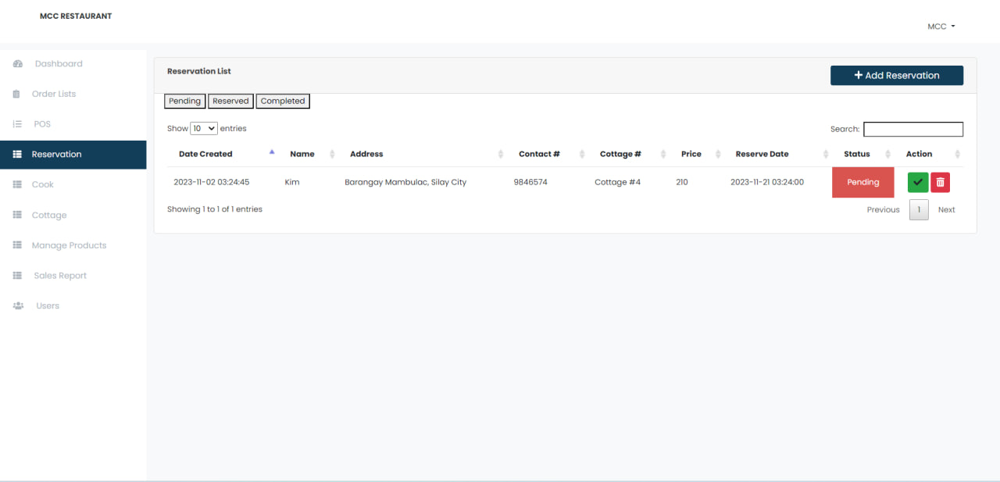 MCC RESTAURANT
MCC
Dashboard
Order Lists
POS
Reservation
Cook
Cottage
Manage Products
Sales Report
Users
Reservation List
+ Add Reservation
Pending Reserved Completed
Show 10 entries
Search:
Date Created Name Address Contact # Cottage # Price Reserve Date Status Action
2023-11-02 03:24:45 Kim Barangay Mambulac, Silay City 9846574 Cottage #4 210 2023-11-21 03:24:00 Pending
Showing 1 to 1 of 1 entries
Previous 1 Next